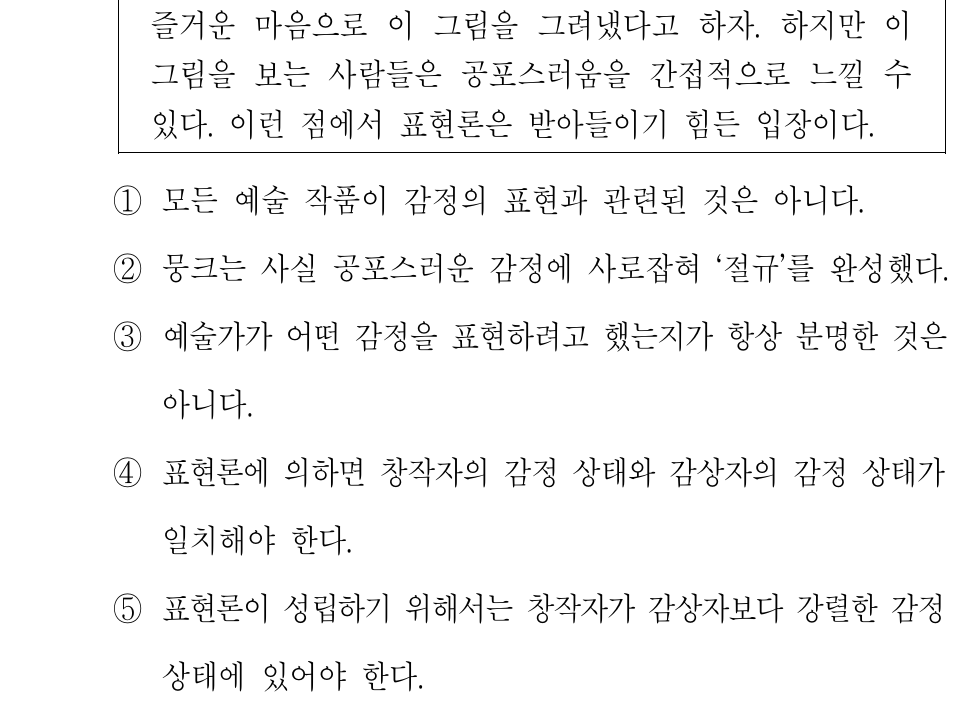 즐거운 마음으로 이 그림을 그려냈다고 하자. 하지만 이
그림을 보는 사람들은 공포스러움을 간접적으로 느낄 수
있다. 이런 점에서 표현론은 받아들이기 힘든 입장이다.
① 모든 예술 작품이 감정의 표현과 관련된 것은 아니다.
② 뭉크는 사실 공포스러운 감정에 사로잡혀 ‘절규’를 완성했다.
③ 예술가가 어떤 감정을 표현하려고 했는지가 항상 분명한 것은
아니다.
④ 표현론에 의하면 창작자의 감정 상태와 감상자의 감정 상태가
일치해야 한다.
⑤ 표현론이 성립하기 위해서는 창작자가 감상자보다 강렬한 감정
상태에 있어야 한다.